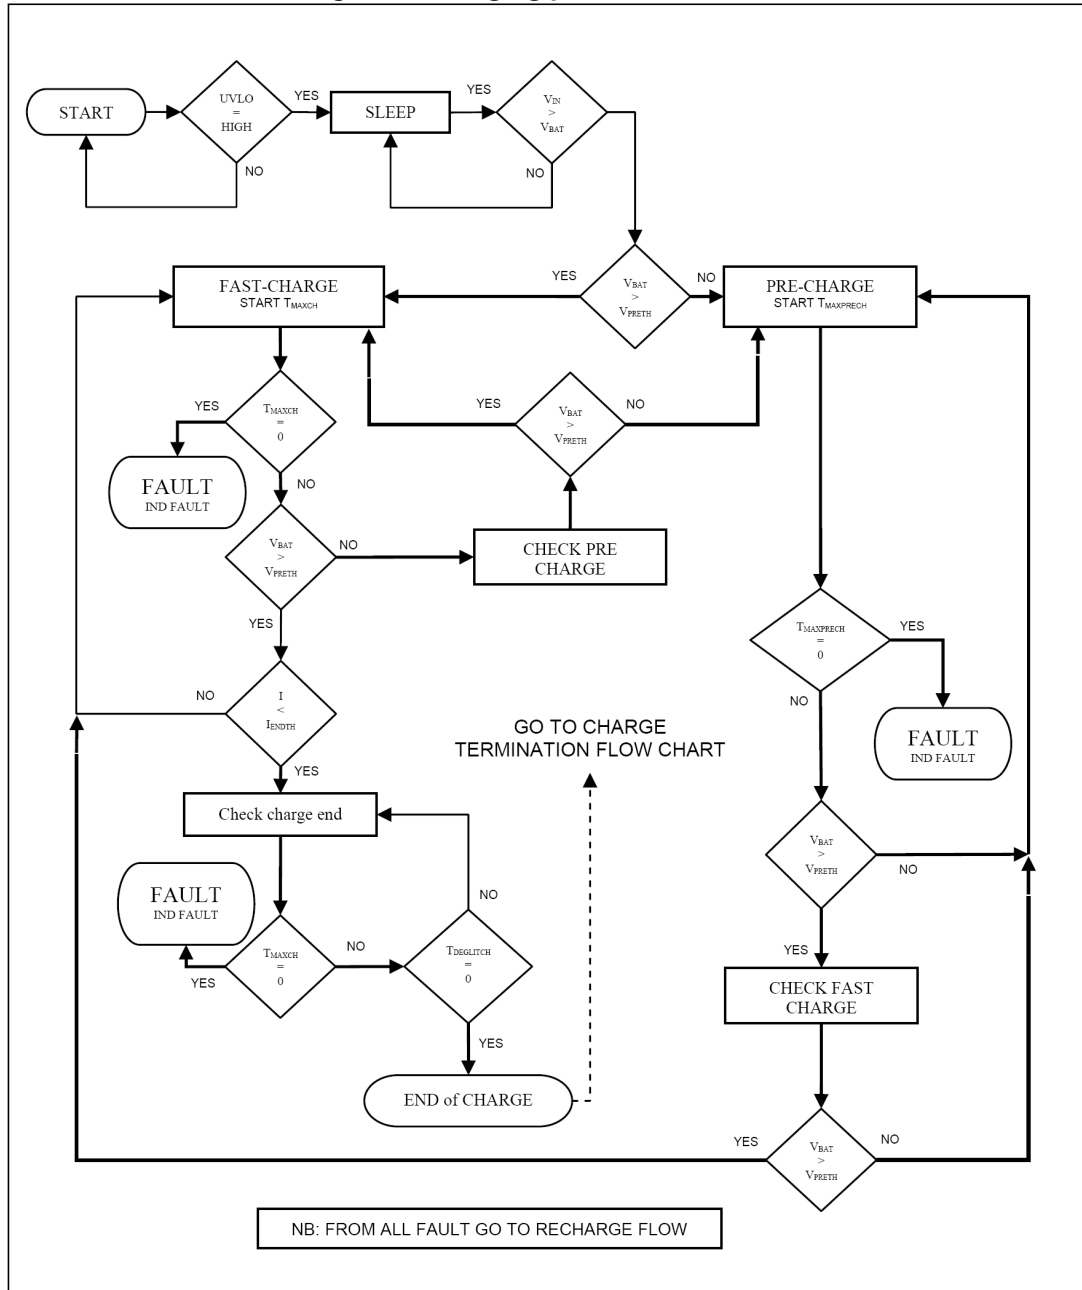 START
UVLO
=
HIGH
YES
NO
SLEEP
YES
VIN
>
VBAT
NO
FAST-CHARGE
START TMAXCH
YES
VBAT
>
VPRETH
NO
PRE-CHARGE
START TMAXPRECH
YES
TMAXCH
=
0
NO
FAULT
IND FAULT
YES
VBAT
>
VPRETH
NO
VBAT
>
VPRETH
NO
YES
CHECK PRE
CHARGE
TMAXPRECH
=
0
YES
NO
FAULT
IND FAULT
NO
I
<
IENDTH
YES
GO TO CHARGE
TERMINATION FLOW CHART
Check charge end
VBAT
>
VPRETH
NO
YES
FAULT
IND FAULT
TMAXCH
=
0
YES
NO
TDEGLITCH
=
0
NO
YES
CHECK FAST
CHARGE
END of CHARGE
YES
VBAT
>
VPRETH
NO
NB: FROM ALL FAULT GO TO RECHARGE FLOW